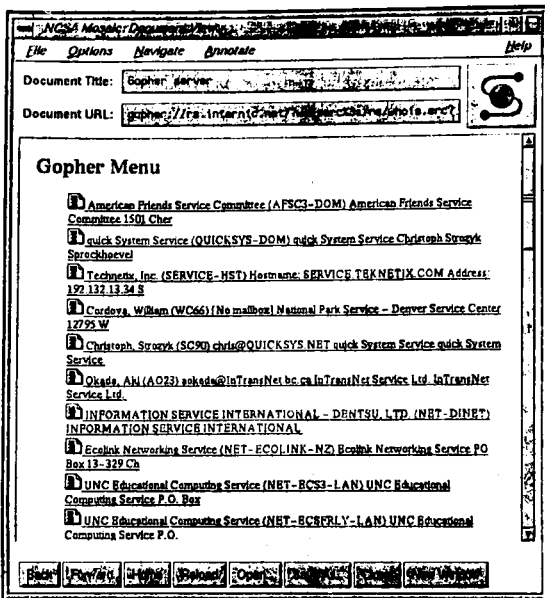 NCSA Mosaic: Document View
File Options Navigate Annotate Help
Document Title: Gopher server
Document URL: gopher://rs.internic.net/
Gopher Menu
American Friends Service Committee (AFSC3-DOM) American Friends Service
Committee 1501 Cher
quick System Service (QUICKSYS-DOM) quick System Service Christoph Strozyk
Sprockhoevel
Technetix, Inc. (SERVICE-HST) Hostname: SERVICE.TEKNETIX.COM Address:
192.132.13.34 S
Cordova, William (WC66) [No mailbox] National Park Service - Denver Service Center
12795 W
Christoph, Strozyk (SC90) chris@QUICKSYS.NET quick System Service quick System
Service
Okada, Aki (AO23) aokada@InTransNet.bc.ca InTransNet Service Ltd. InTransNet
Service Ltd.
INFORMATION SERVICE INTERNATIONAL - DENTSU, LTD. (NET-DINET)
INFORMATION SERVICE INTERNATIONAL
Ecolink Networking Service (NET-ECOLINK-NZ) Ecolink Networking Service PO
Box 13-329 Ch
UNC Educational Computing Service (NET-ECS3-LAN) UNC Educational
Computing Service P.O. Box
UNC Educational Computing Service (NET-ECSFRLY-LAN) UNC Educational
Computing Service P.O.
Back Forward Home Reload Open